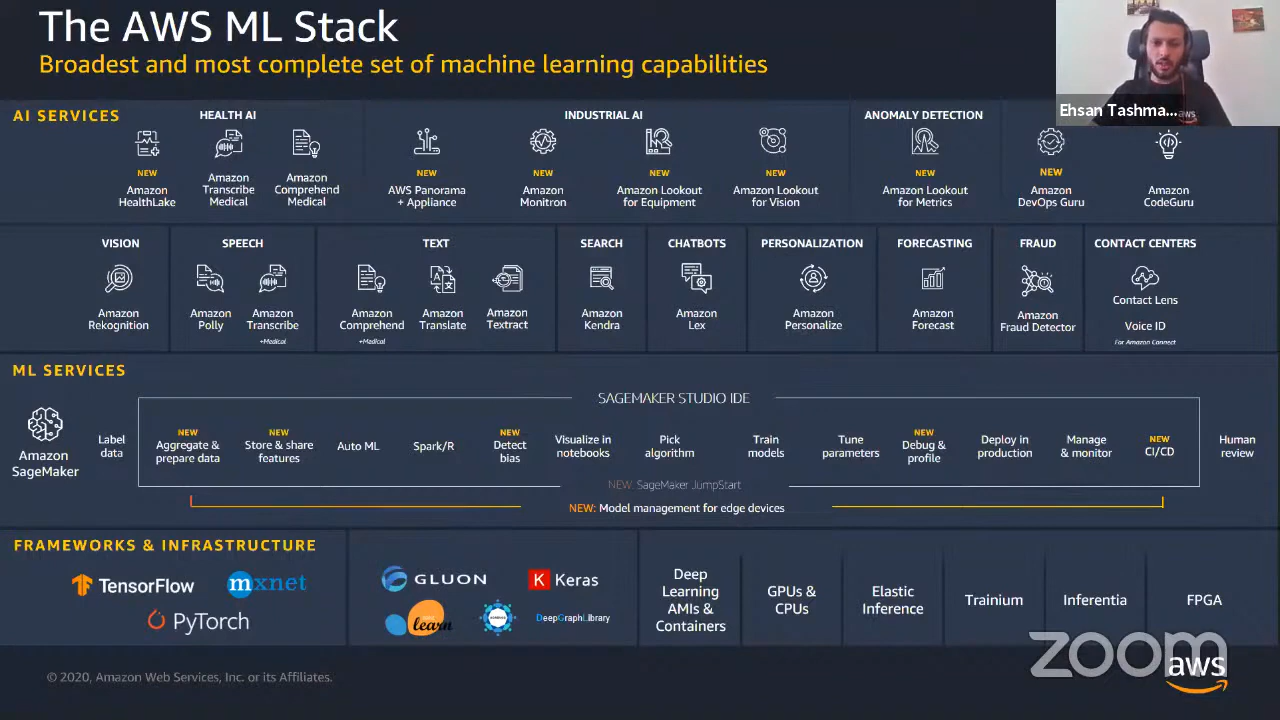 The AWS ML Stack
Broadest and most complete set of machine learning capabilities
Ehsan Tashma...
aws
AI SERVICES
HEALTH AI
INDUSTRIAL AI
ANOMALY DETECTION
NEW
Amazon
HealthLake
Amazon
Transcribe
Medical
Amazon
Comprehend
Medical
NEW
AWS Panorama
+ Appliance
NEW
Amazon
Monitron
NEW
Amazon Lookout
for Equipment
NEW
Amazon Lookout
for Vision
NEW
Amazon Lookout
for Metrics
NEW
Amazon
DevOps Guru
Amazon
CodeGuru
VISION
Amazon
Rekognition
SPEECH
Amazon
Polly
Amazon
Transcribe
+Medical
TEXT
Amazon
Comprehend
+Medical
Amazon
Translate
Amazon
Textract
SEARCH
Amazon
Kendra
CHATBOTS
Amazon
Lex
PERSONALIZATION
Amazon
Personalize
FORECASTING
Amazon
Forecast
FRAUD
Amazon
Fraud Detector
CONTACT CENTERS
Contact Lens
Voice ID
For Amazon Connect
ML SERVICES
Amazon
SageMaker
SAGEMAKER STUDIO IDE
Label
data
NEW
Aggregate &
prepare data
NEW
Store & share
features
Auto ML
Spark/R
NEW
Detect
bias
Visualize in
notebooks
Pick
algorithm
Train
models
Tune
parameters
NEW
Debug &
profile
Deploy in
production
Manage
& monitor
NEW
CI/CD
Human
review
NEW: SageMaker JumpStart
NEW: Model management for edge devices
FRAMEWORKS & INFRASTRUCTURE
TensorFlow
mxnet
PyTorch
GLUON
K Keras
learn
DeepGraphLibrary
Deep
Learning
AMIs &
Containers
GPUs &
CPUs
Elastic
Inference
Trainium
Inferentia
FPGA
zoom
aws
© 2020, Amazon Web Services, Inc. or its Affiliates.